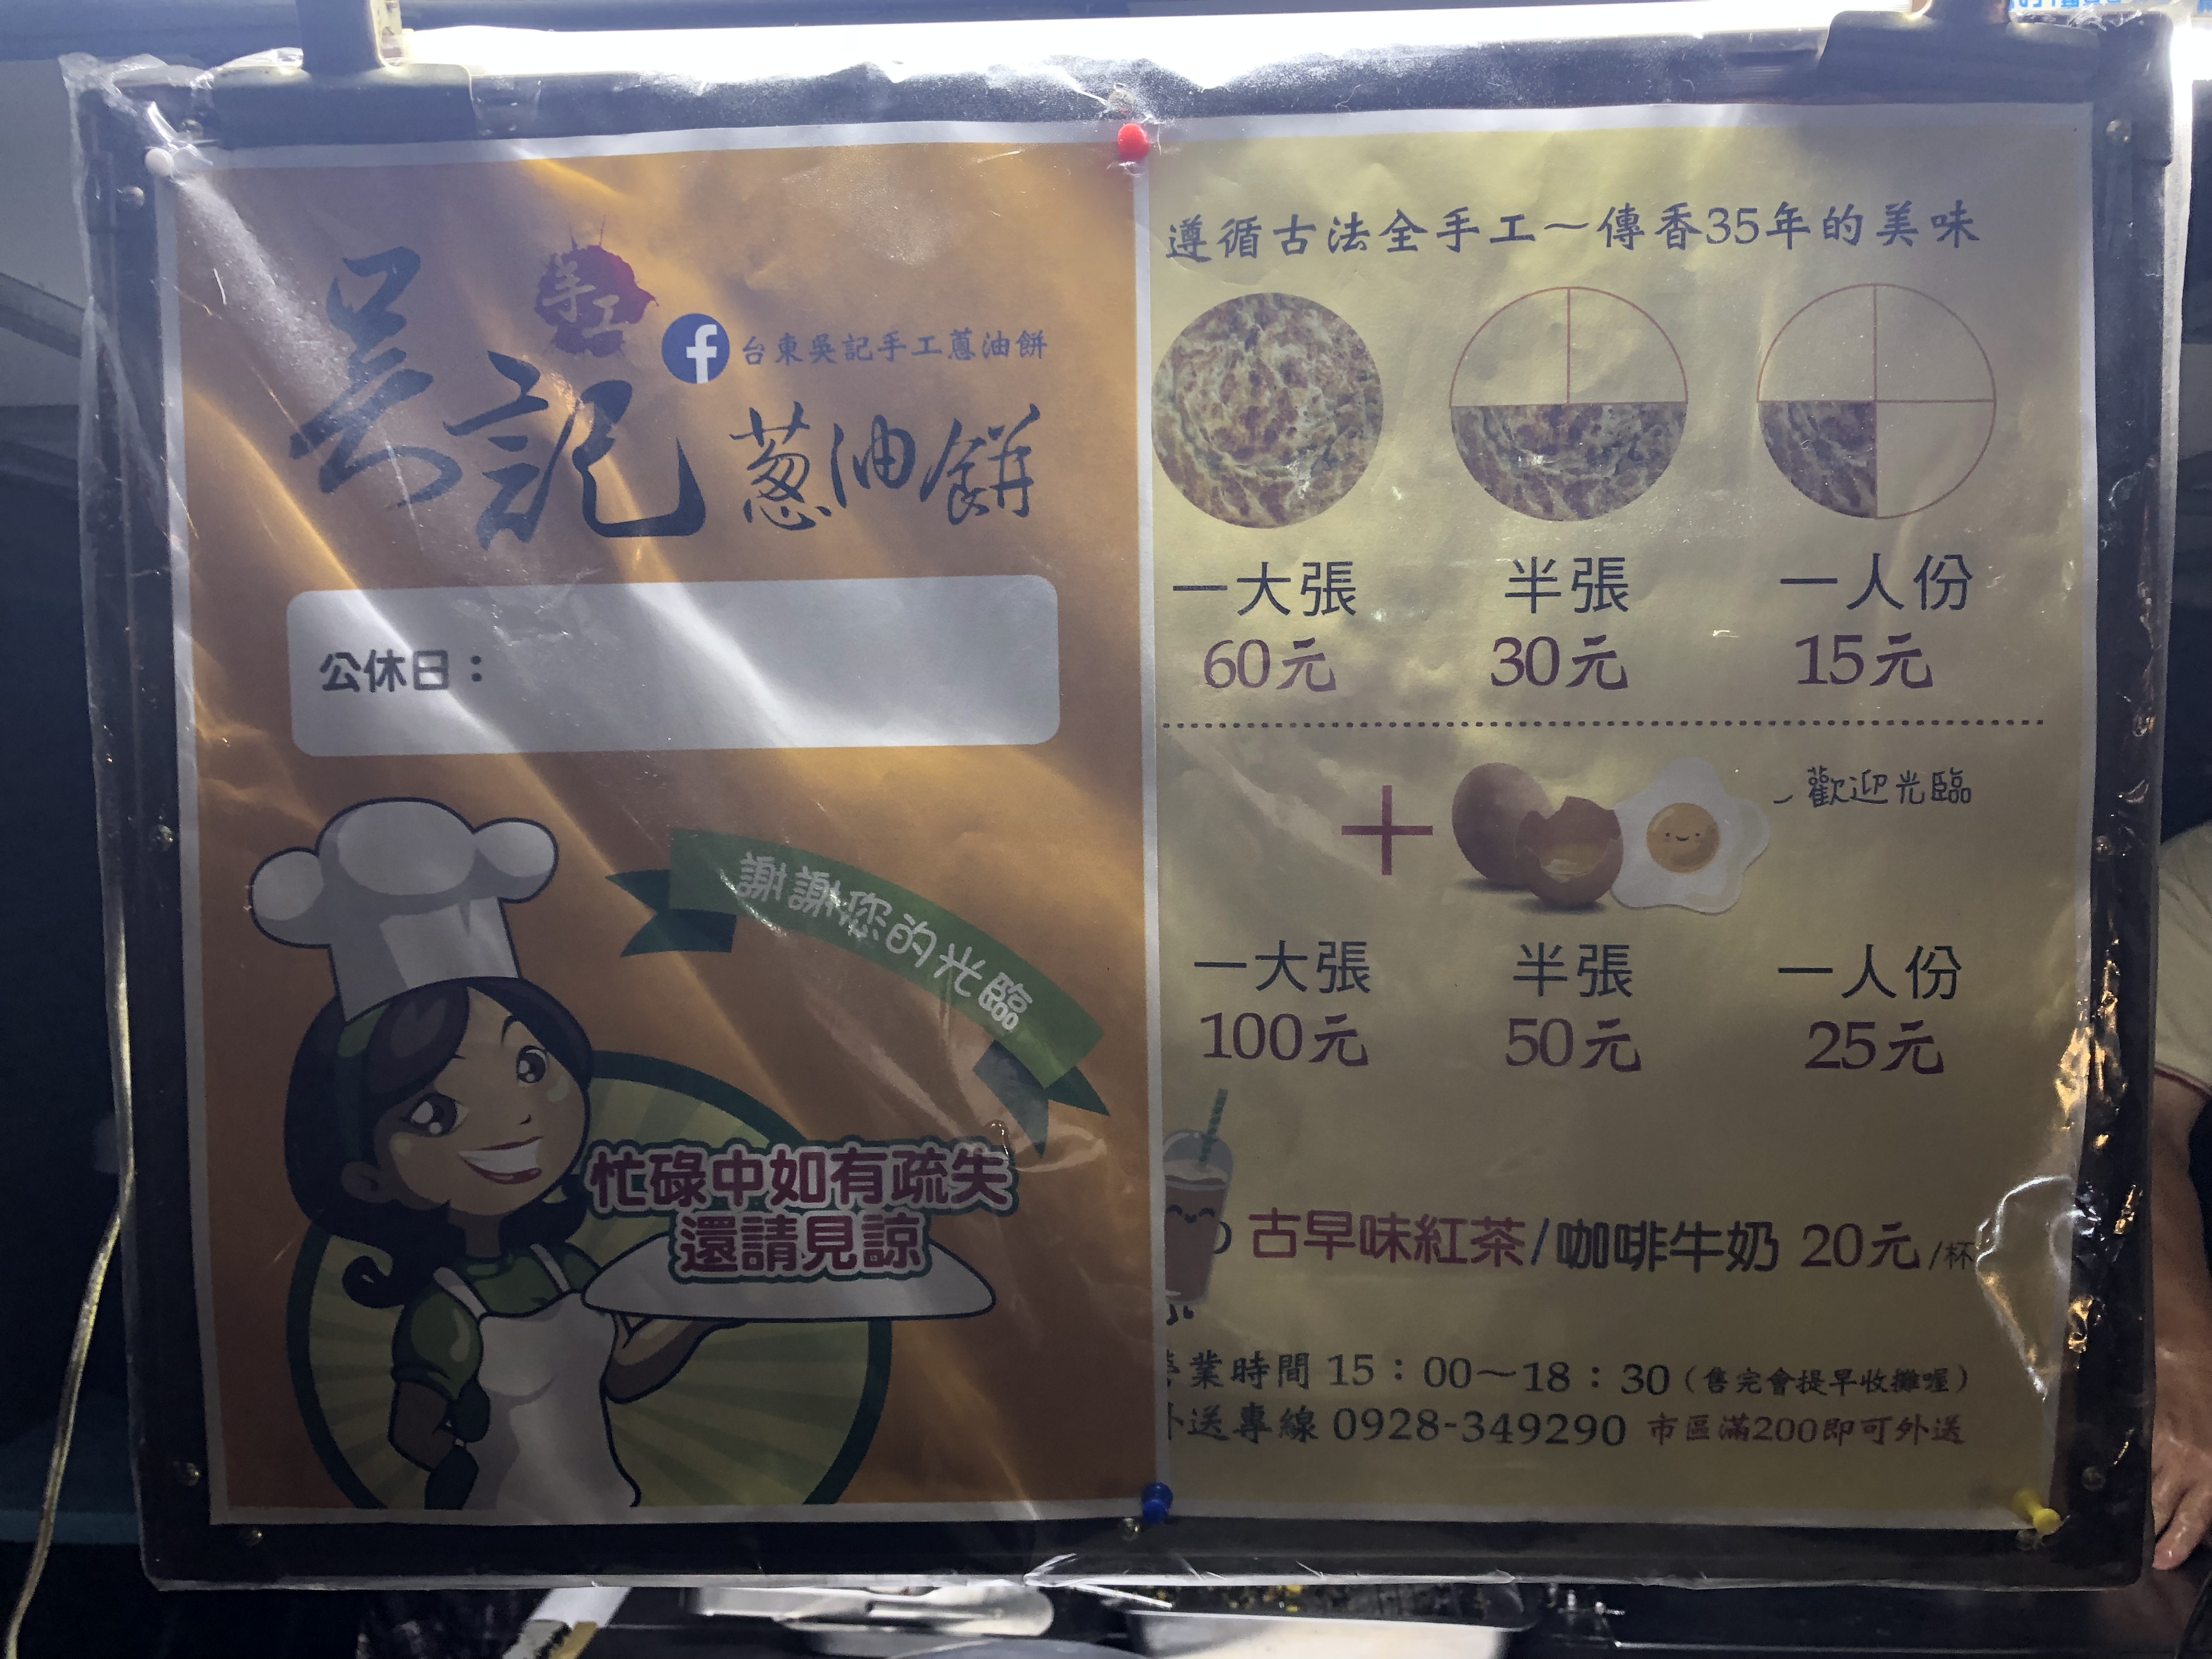 手工
台東吳記手工蔥油餅
吳記蔥油餅
公休日：
謝謝您的光臨
忙碌中如有疏失
還請見諒
遵循古法全手工～傳香35年的美味
一大張 半張 一人份
60元 30元 15元
歡迎光臨
一大張 半張 一人份
100元 50元 25元
古早味紅茶/咖啡牛奶 20元/杯
業時間 15：00～18：30（售完會提早收攤喔）
送專線 0928-349290 市區滿200即可外送